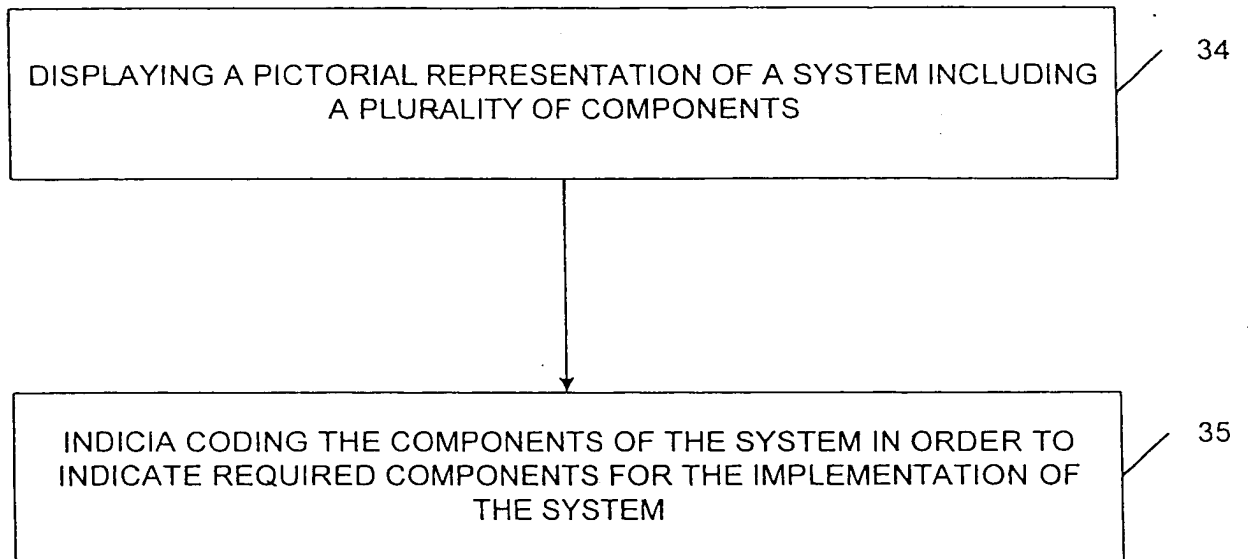 DISPLAYING A PICTORIAL REPRESENTATION OF A SYSTEM INCLUDING
A PLURALITY OF COMPONENTS
34
INDICIA CODING THE COMPONENTS OF THE SYSTEM IN ORDER TO
INDICATE REQUIRED COMPONENTS FOR THE IMPLEMENTATION OF
THE SYSTEM
35